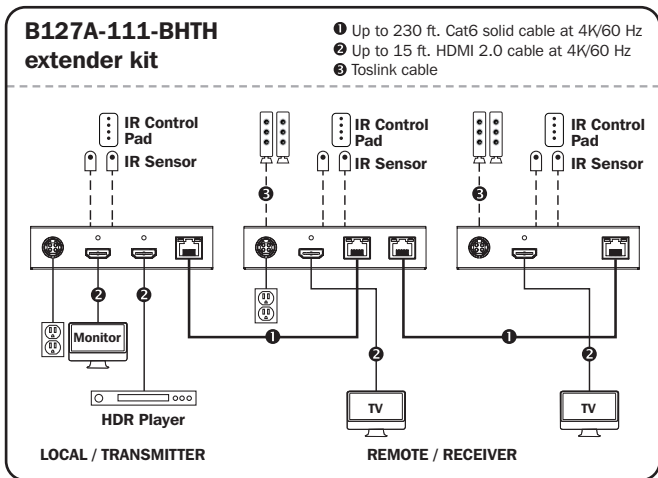 B127A-111-BHTH
extender kit
❶ Up to 230 ft. Cat6 solid cable at 4K/60 Hz
❷ Up to 15 ft. HDMI 2.0 cable at 4K/60 Hz
❸ Toslink cable
IR Control
Pad
IR Sensor
IR Control
Pad
IR Sensor
IR Control
Pad
IR Sensor
❸
❸
❷
❷
Monitor
❶
❶
❷
❷
HDR Player
TV
TV
LOCAL / TRANSMITTER
REMOTE / RECEIVER